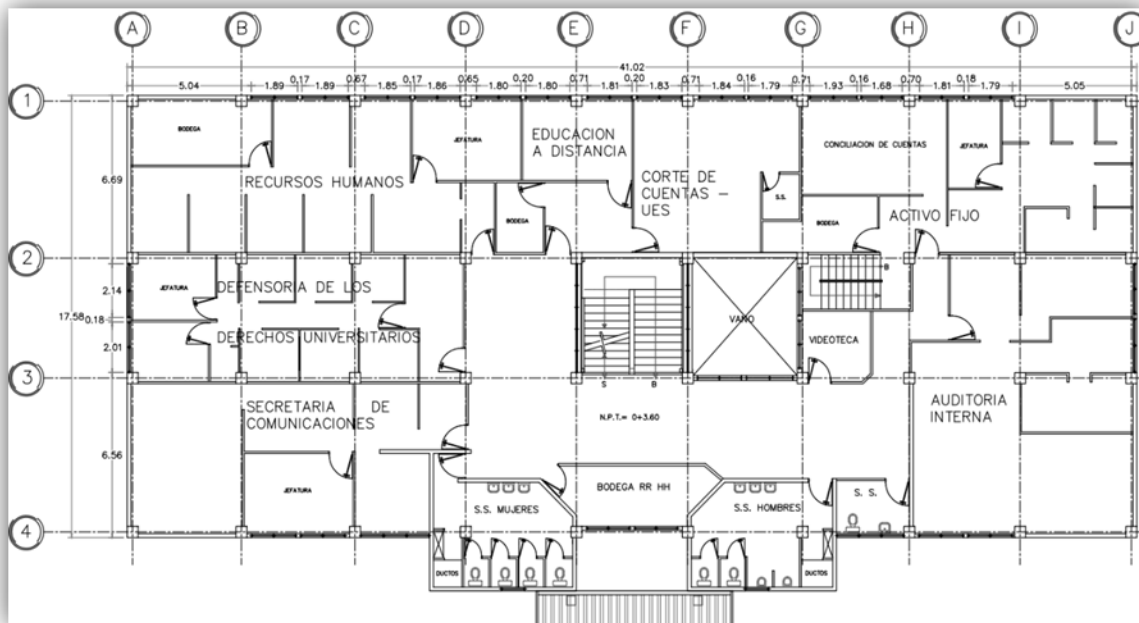 A B C D E F G H I J
41.02
5.04 1.89 0.17 1.89 0.67 1.85 0.17 1.86 0.65 1.80 0.20 1.80 0.71 1.81 0.20 1.83 0.71 1.84 0.16 1.79 0.71 1.93 0.16 1.68 0.70 1.81 0.18 1.79 5.05
1
BODEGA
JEFATURA
EDUCACION
A DISTANCIA
CONCILIACION DE CUENTAS
JEFATURA
6.69
RECURSOS HUMANOS
CORTE DE
CUENTAS –
UES
S.S.
BODEGA
BODEGA
ACTIVO FIJO
2
B
2.14
JEFATURA
DEFENSORIA DE LOS
17.58
0.18
VANO
DERECHOS UNIVERSITARIOS
VIDEOTECA
2.01
3
S B
SECRETARIA DE
COMUNICACIONES
N.P.T.= 0+3.60
AUDITORIA
INTERNA
6.56
JEFATURA
BODEGA RR HH
S.S. MUJERES
S.S. HOMBRES
S. S.
4
DUCTOS
DUCTOS